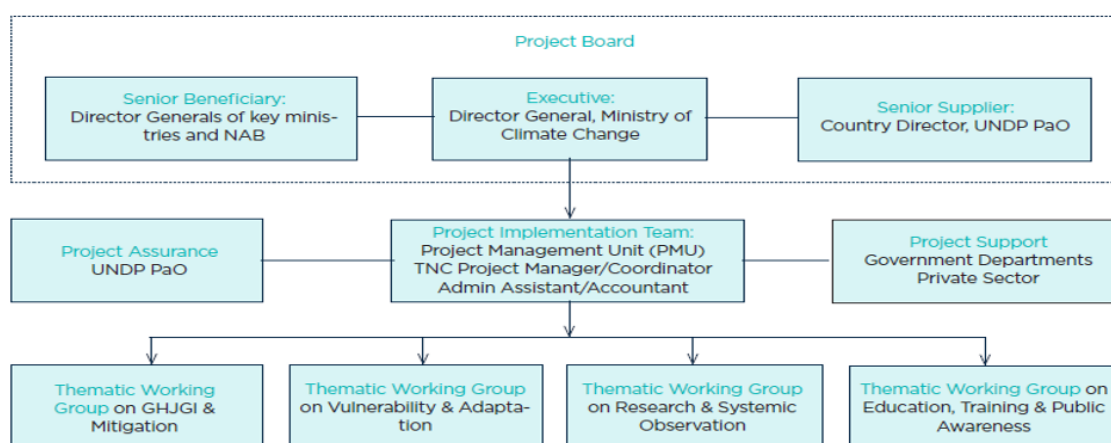 Project Board
Senior Beneficiary:
Director Generals of key minis-
tries and NAB
Executive:
Director General, Ministry of
Climate Change
Senior Supplier:
Country Director, UNDP PaO
Project Assurance
UNDP PaO
Project Implementation Team:
Project Management Unit (PMU)
TNC Project Manager/Coordinator
Admin Assistant/Accountant
Project Support
Government Departments
Private Sector
Thematic Working
Group on GHJGI &
Mitigation
Thematic Working Group
on Vulnerability & Adapta-
tion
Thematic Working Group
on Research & Systemic
Observation
Thematic Working Group on
Education, Training & Public
Awareness